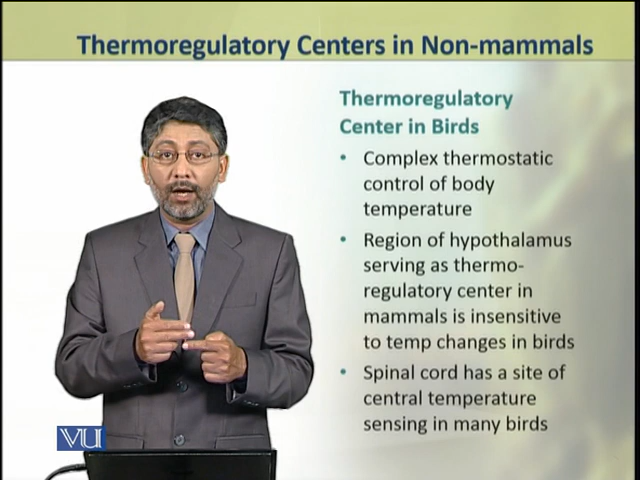 Thermoregulatory Centers in Non-mammals
Thermoregulatory
Center in Birds
• Complex thermostatic
control of body
temperature
• Region of hypothalamus
serving as thermo-
regulatory center in
mammals is insensitive
to temp changes in birds
• Spinal cord has a site of
central temperature
sensing in many birds
VU